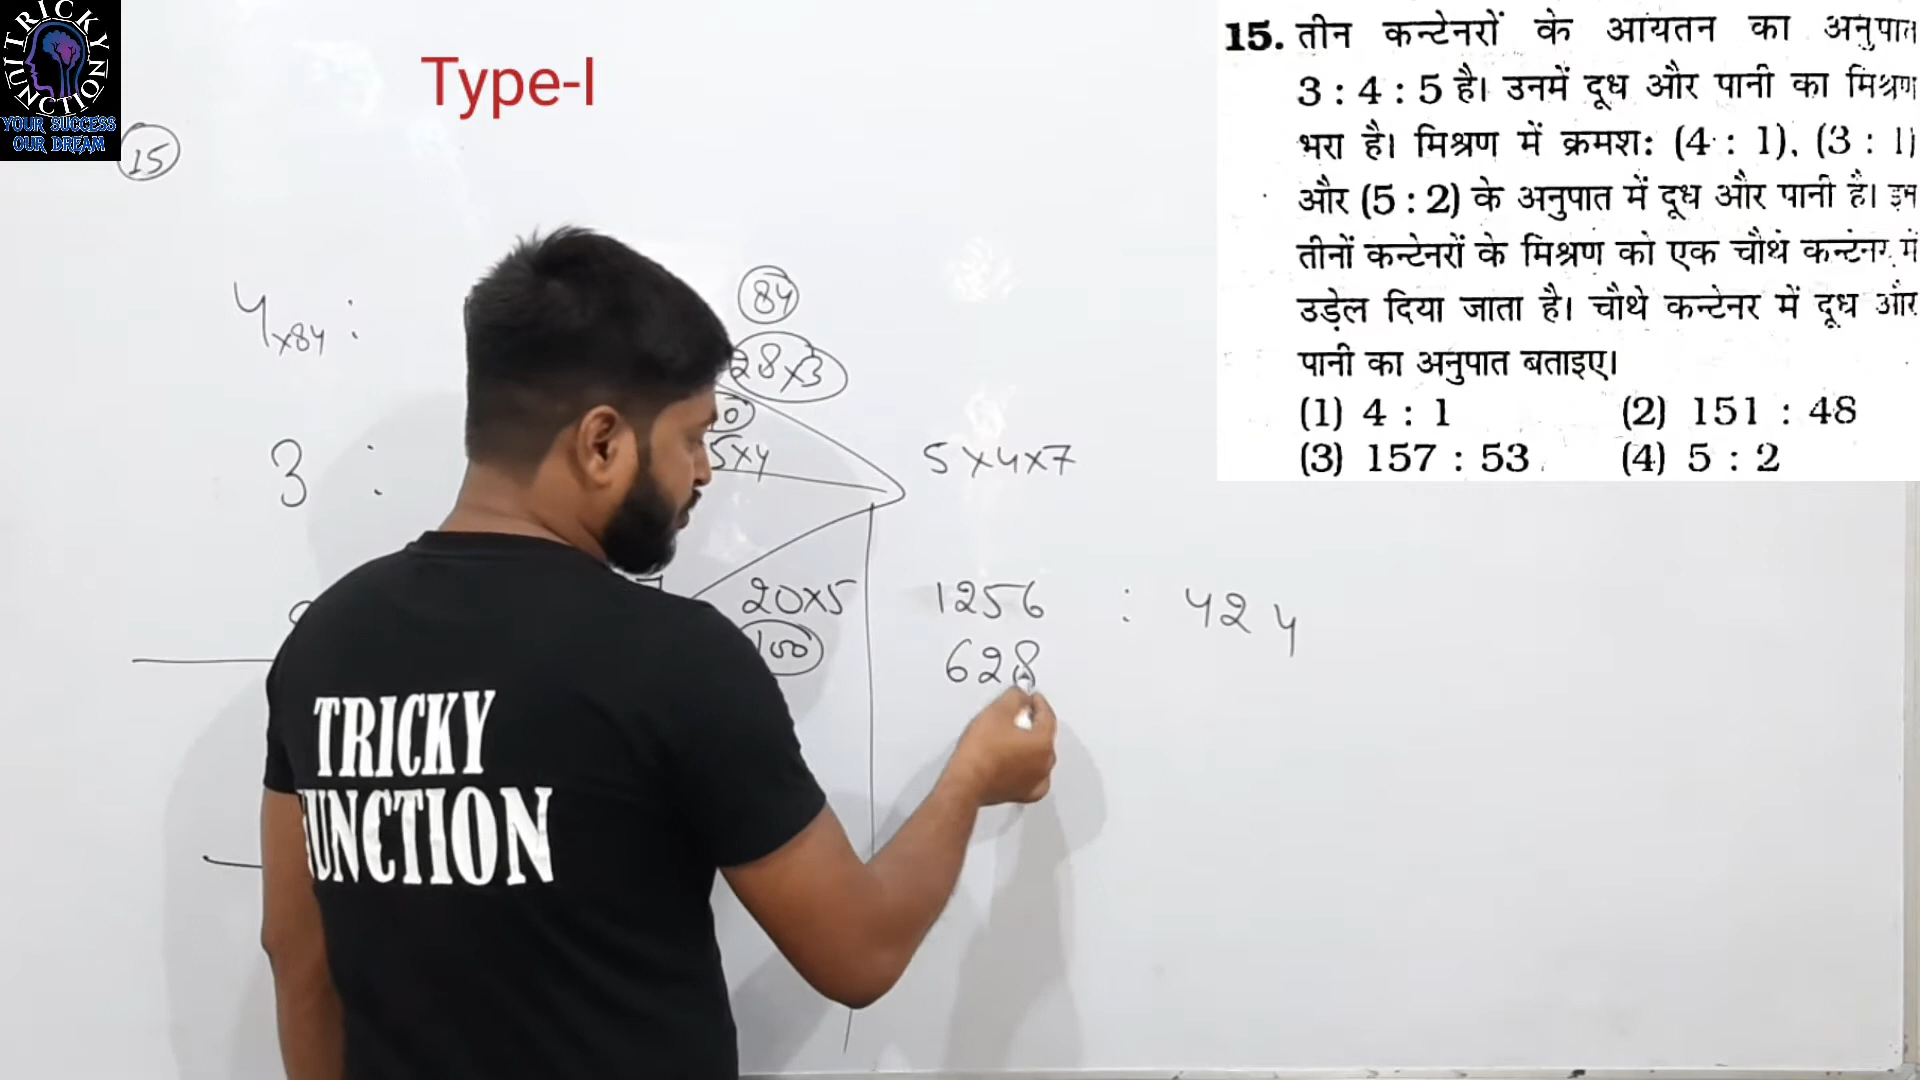 TRICKY
JUNCTION
QUIT
YOUR SUCCESS
OUR DREAM
Type-I
15
15. तीन कन्टेनरों के आयतन का अनुपात
3 : 4 : 5 है। उनमें दूध और पानी का मिश्रण
भरा है। मिश्रण में क्रमश: (4 : 1), (3 : 1)
और (5 : 2) के अनुपात में दूध और पानी है। इन
तीनों कन्टेनरों के मिश्रण को एक चौथे कन्टेनर में
उड़ेल दिया जाता है। चौथे कन्टेनर में दूध और
पानी का अनुपात बताइए।
(1) 4 : 1 (2) 151 : 48
(3) 157 : 53 (4) 5 : 2
84
4x84 :
28x3
5x4
3 :
5x4x7
20x5
100
1256 : 424
628
TRICKY
JUNCTION